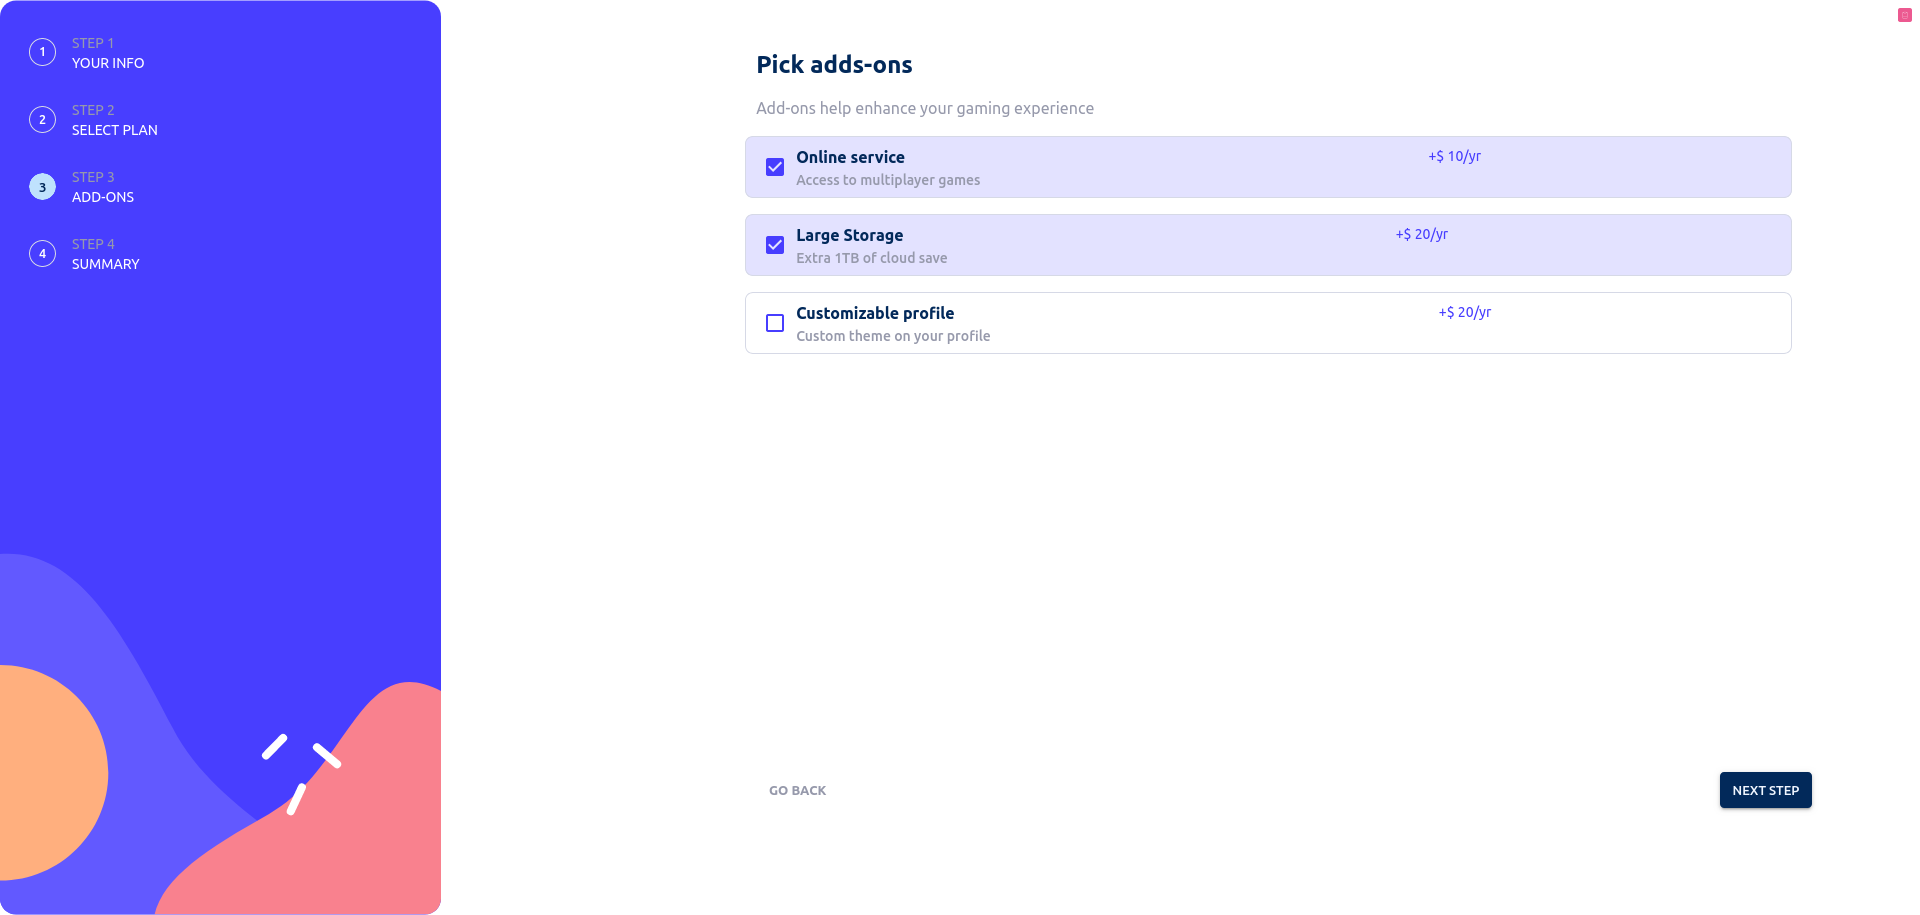 1
STEP 1
YOUR INFO
2
STEP 2
SELECT PLAN
3
STEP 3
ADD-ONS
4
STEP 4
SUMMARY
Pick adds-ons
Add-ons help enhance your gaming experience
Online service
Access to multiplayer games
+$ 10/yr
Large Storage
Extra 1TB of cloud save
+$ 20/yr
Customizable profile
Custom theme on your profile
+$ 20/yr
GO BACK
NEXT STEP